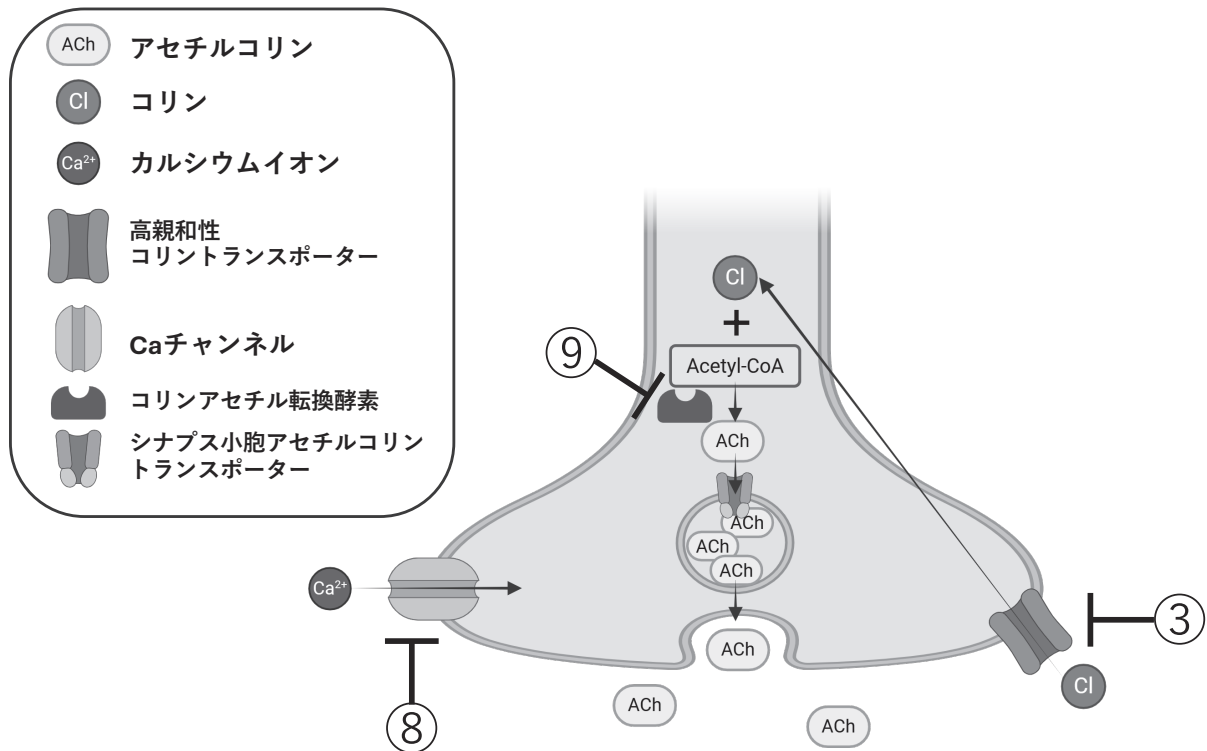 ACh アセチルコリン
Cl コリン
Ca²⁺ カルシウムイオン
高親和性
コリントランスポーター
Caチャンネル
コリンアセチル転換酵素
シナプス小胞アセチルコリン
トランスポーター
Cl
+
⑨
Acetyl-CoA
ACh
ACh
ACh
ACh
Ca²⁺
③
ACh
Cl
ACh
⑧
ACh